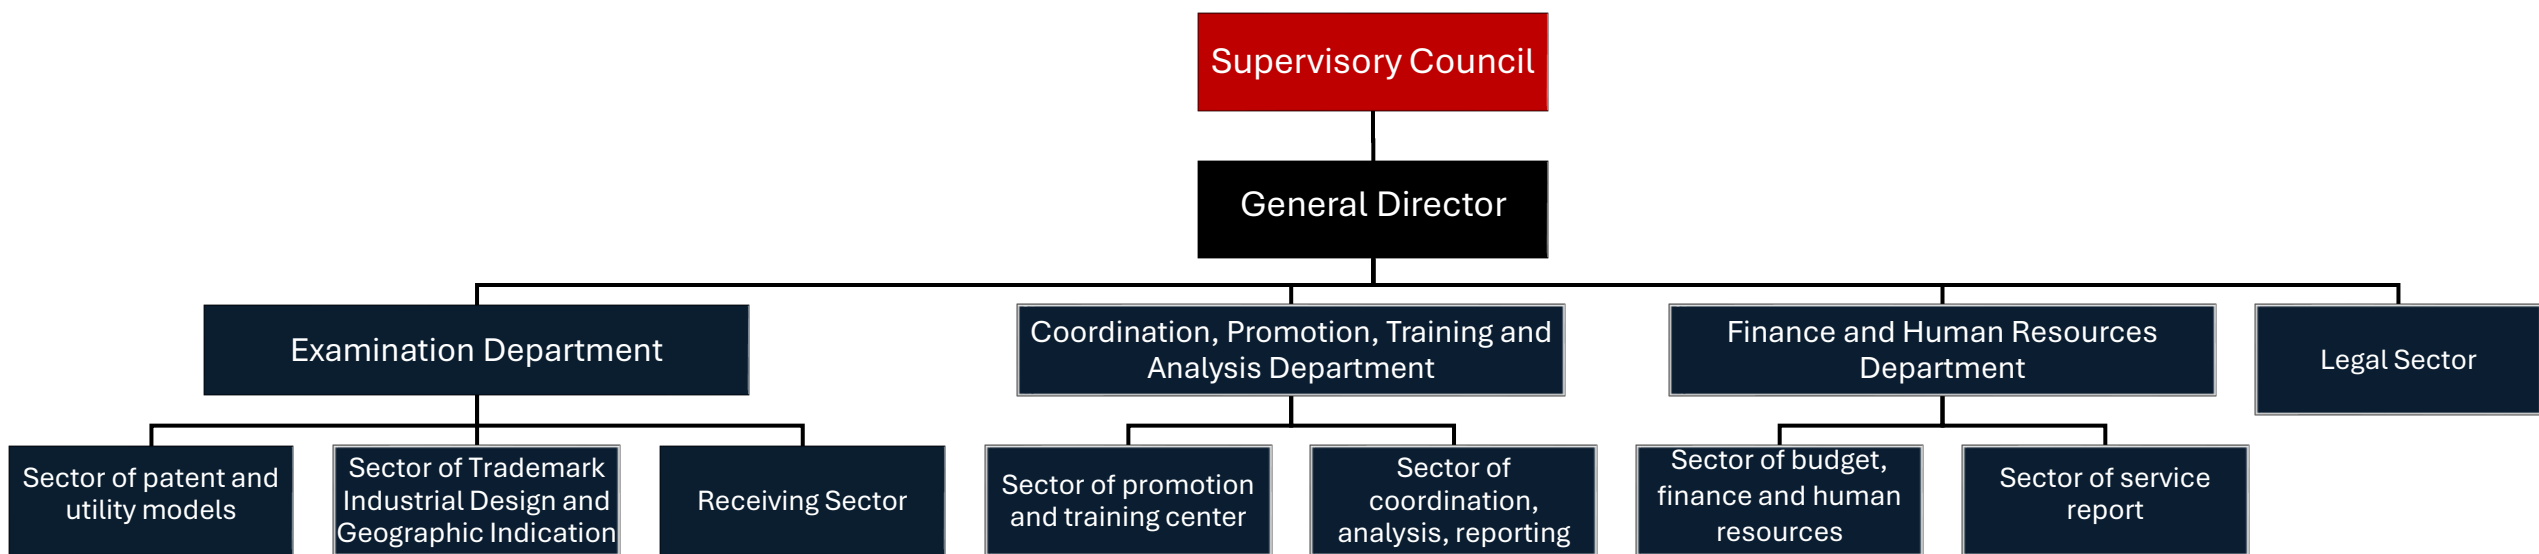 Supervisory Council
General Director
Examination Department
Coordination, Promotion, Training and
Analysis Department
Finance and Human Resources
Department
Legal Sector
Sector of patent and
utility models
Sector of Trademark
Industrial Design and
Geographic Indication
Receiving Sector
Sector of promotion
and training center
Sector of
coordination,
analysis, reporting
Sector of budget,
finance and human
resources
Sector of service
report